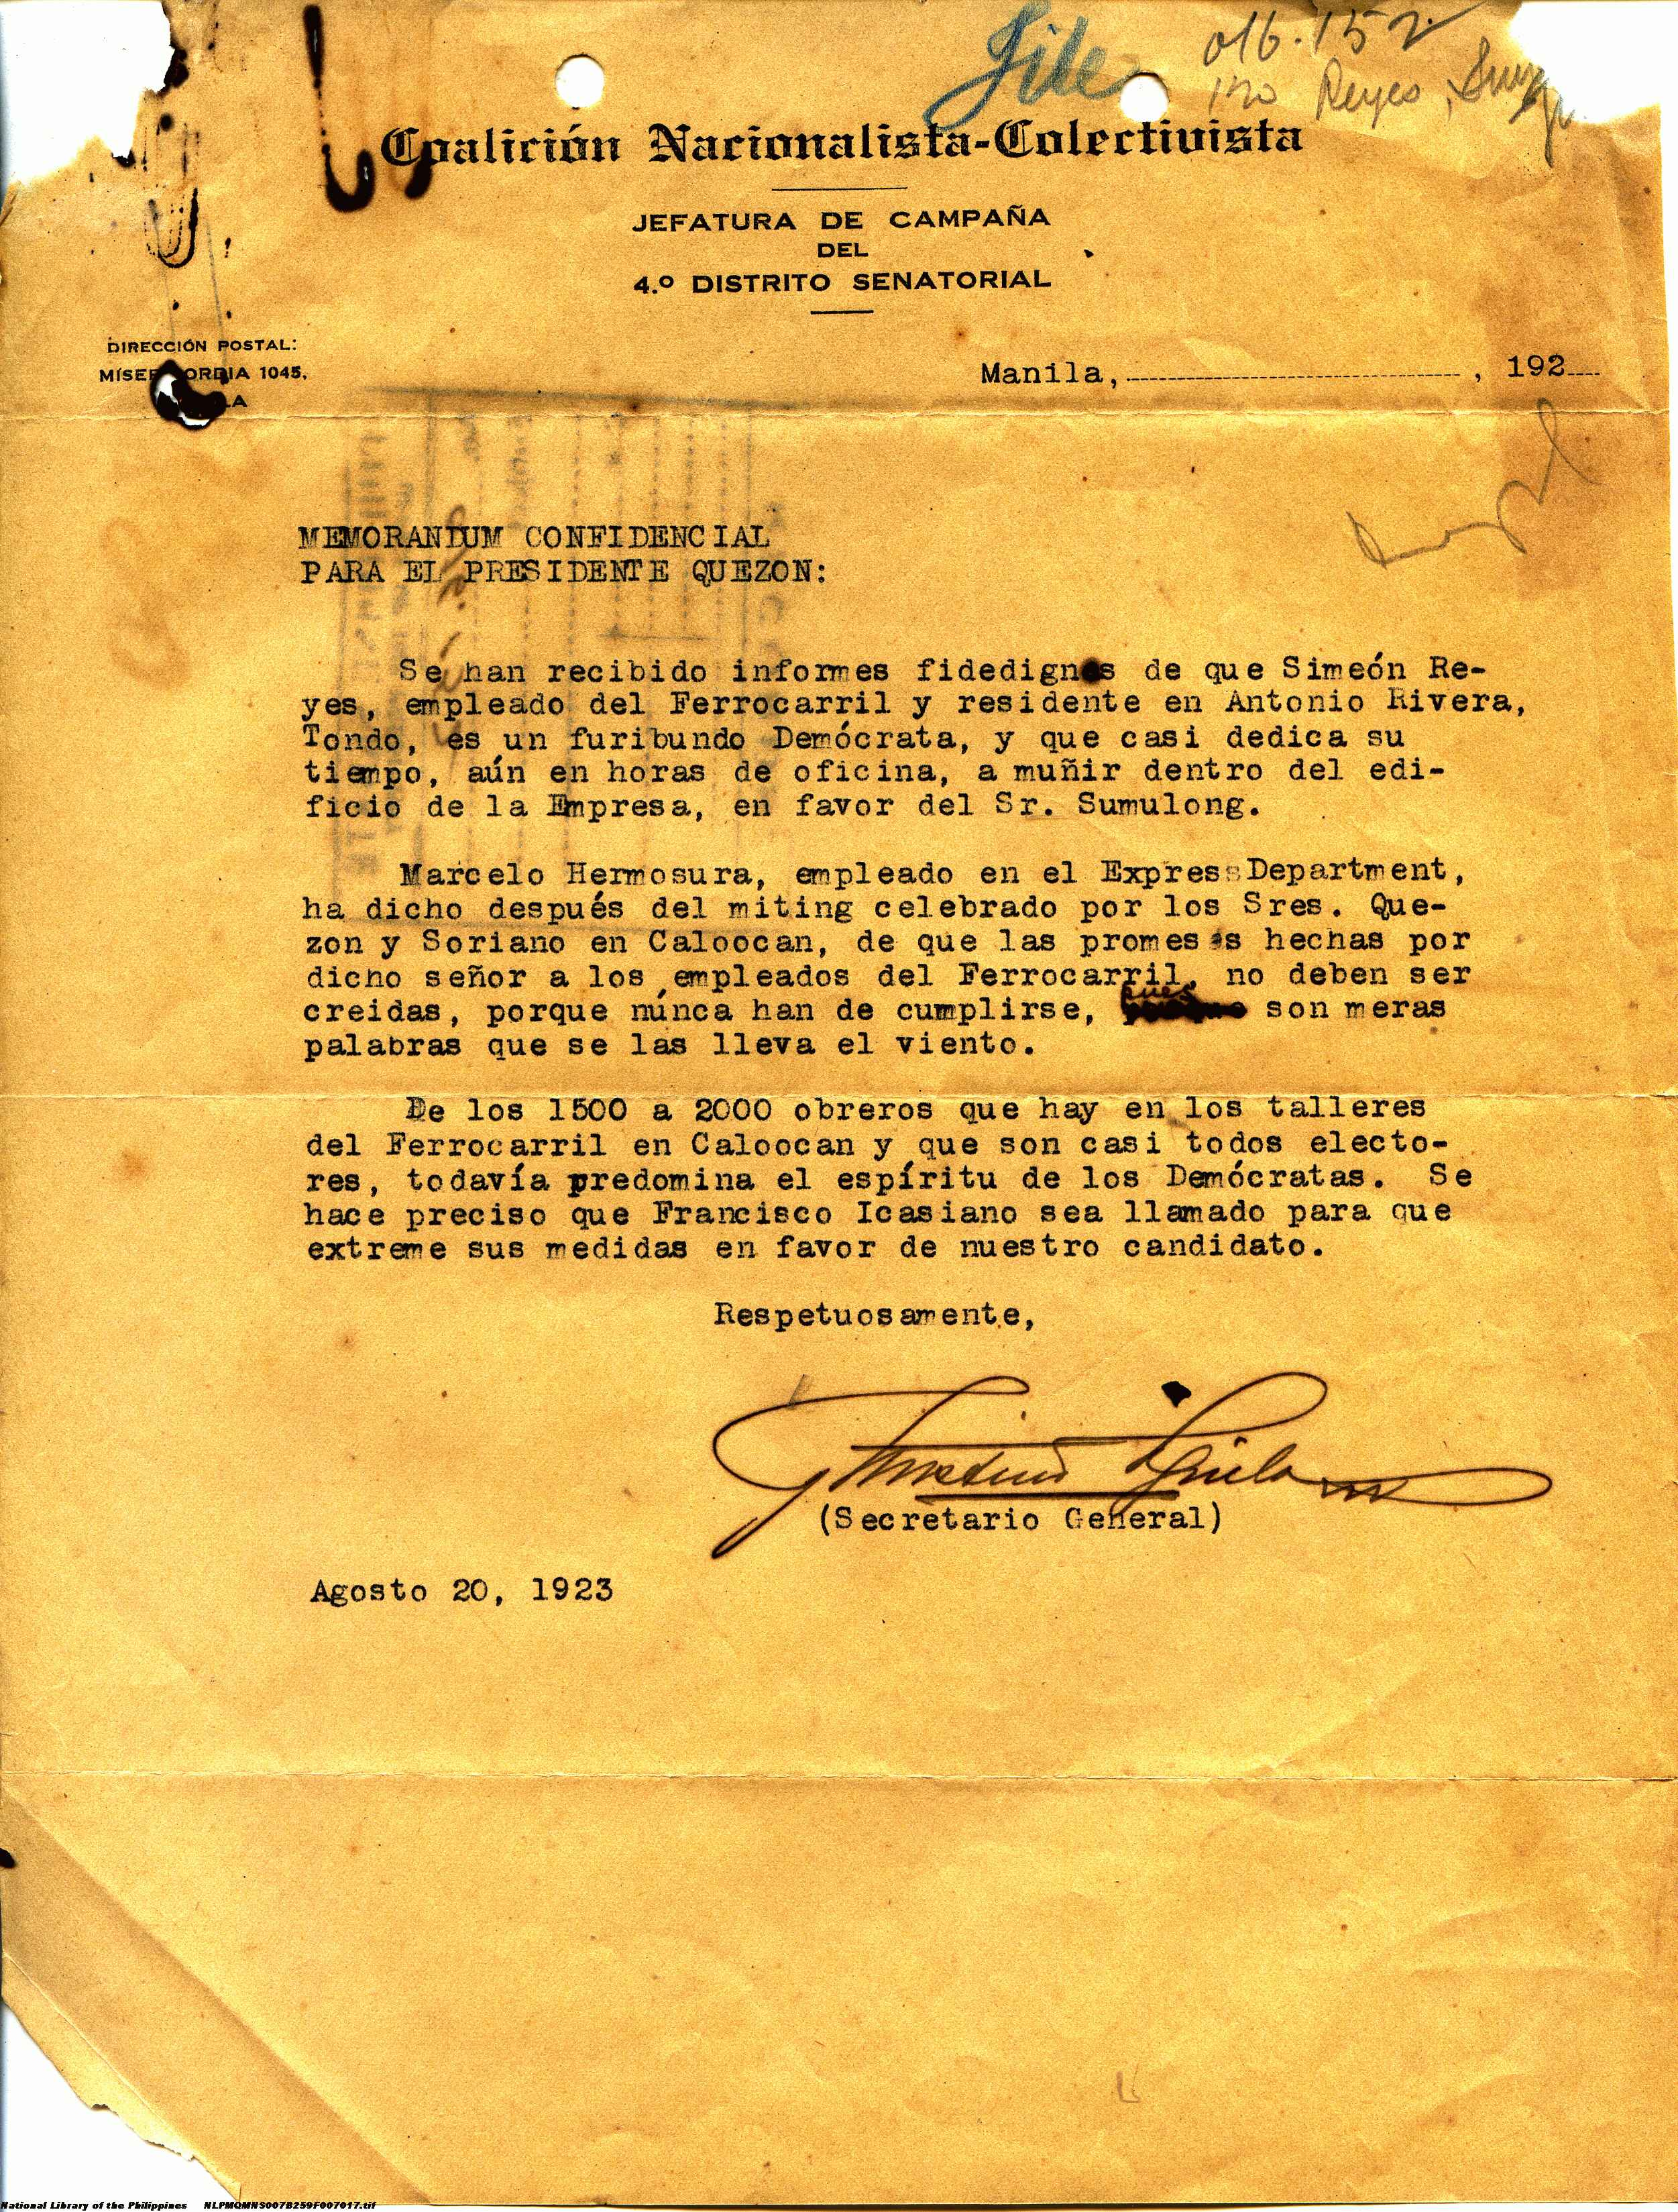 File
016.152
Reyes,
Coalición Nacionalista-Colectivista
JEFATURA DE CAMPAÑA
DEL
4.º DISTRITO SENATORIAL
DIRECCIÓN POSTAL:
MISERICORDIA 1045,
Manila, , 192
MEMORANDUM CONFIDENCIAL
PARA EL PRESIDENTE QUEZON:
Se han recibido informes fidedignos de que Simeón Re-
yes, empleado del Ferrocarril y residente en Antonio Rivera,
Tondo, es un furibundo Demócrata, y que casi dedica su
tiempo, aún en horas de oficina, a muñir dentro del edi-
ficio de la Empresa, en favor del Sr. Sumulong.
Marcelo Hermosura, empleado en el Express Department,
ha dicho después del miting celebrado por los Sres. Que-
zon y Soriano en Caloocan, de que las promesas hechas por
dicho señor a los empleados del Ferrocarril, no deben ser
creidas, porque núnca han de cumplirse, pues son meras
palabras que se las lleva el viento.
De los 1500 a 2000 obreros que hay en los talleres
del Ferrocarril en Caloocan y que son casi todos electo-
res, todavía predomina el espíritu de los Demócratas. Se
hace preciso que Francisco Icasiano sea llamado para que
extreme sus medidas en favor de nuestro candidato.
Respetuosamente,
(Secretario General)
Agosto 20, 1923
National Library of the Philippines NLPMQMNS007B259F007017.tif